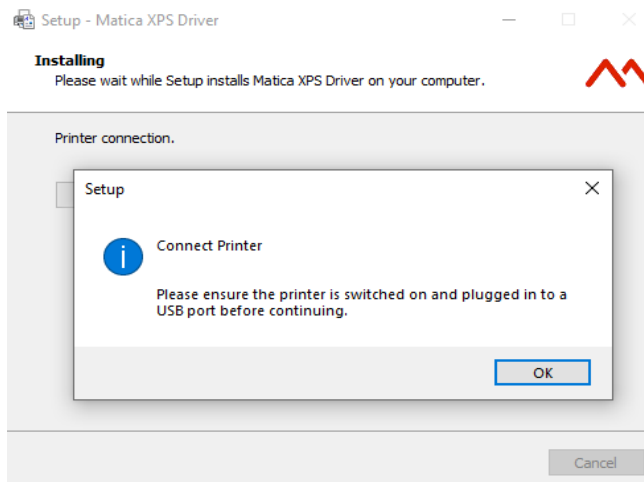 Setup - Matica XPS Driver
Installing
Please wait while Setup installs Matica XPS Driver on your computer.
Printer connection.
Setup
Connect Printer
Please ensure the printer is switched on and plugged in to a
USB port before continuing.
OK
Cancel